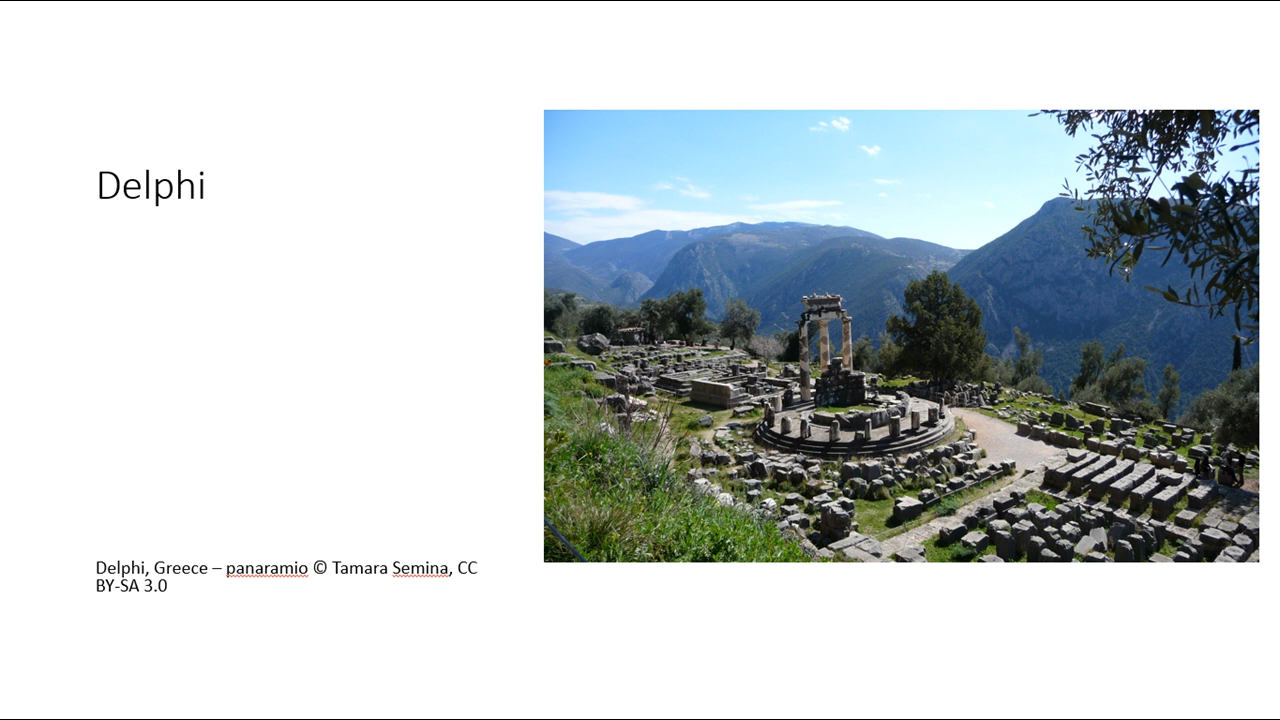 Delphi
Delphi, Greece – panaramio © Tamara Semina, CC
BY-SA 3.0